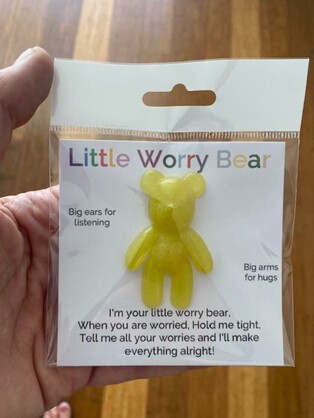 Little Worry Bear
Big ears for
listening
Big arms
for hugs
I'm your little worry bear,
When you are worried, Hold me tight,
Tell me all your worries and I'll make
everything alright!